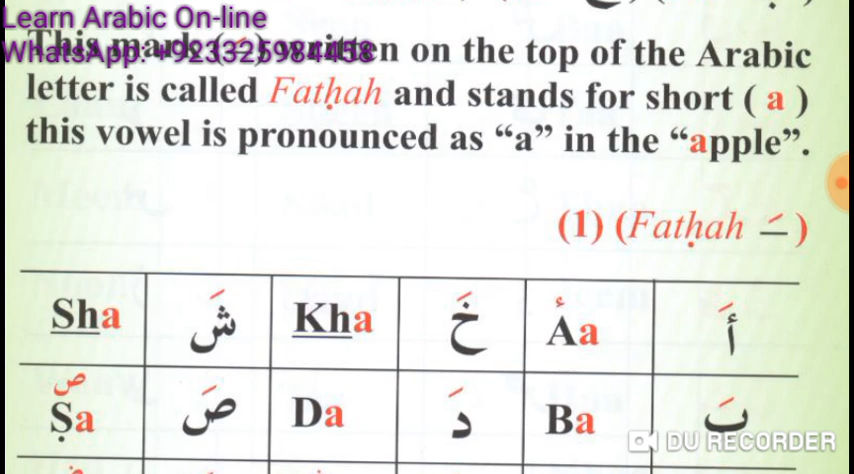 Learn Arabic On-line
WhatsApp: +923325984458
This mark (َ) written on the top of the Arabic
letter is called Fatḥah and stands for short ( a )
this vowel is pronounced as “a” in the “apple”.
(1) (Fatḥah َ )
Sha شَ Kha خَ Áa أَ
ص
Ṣa صَ Da دَ Ba بَ
DU RECORDER